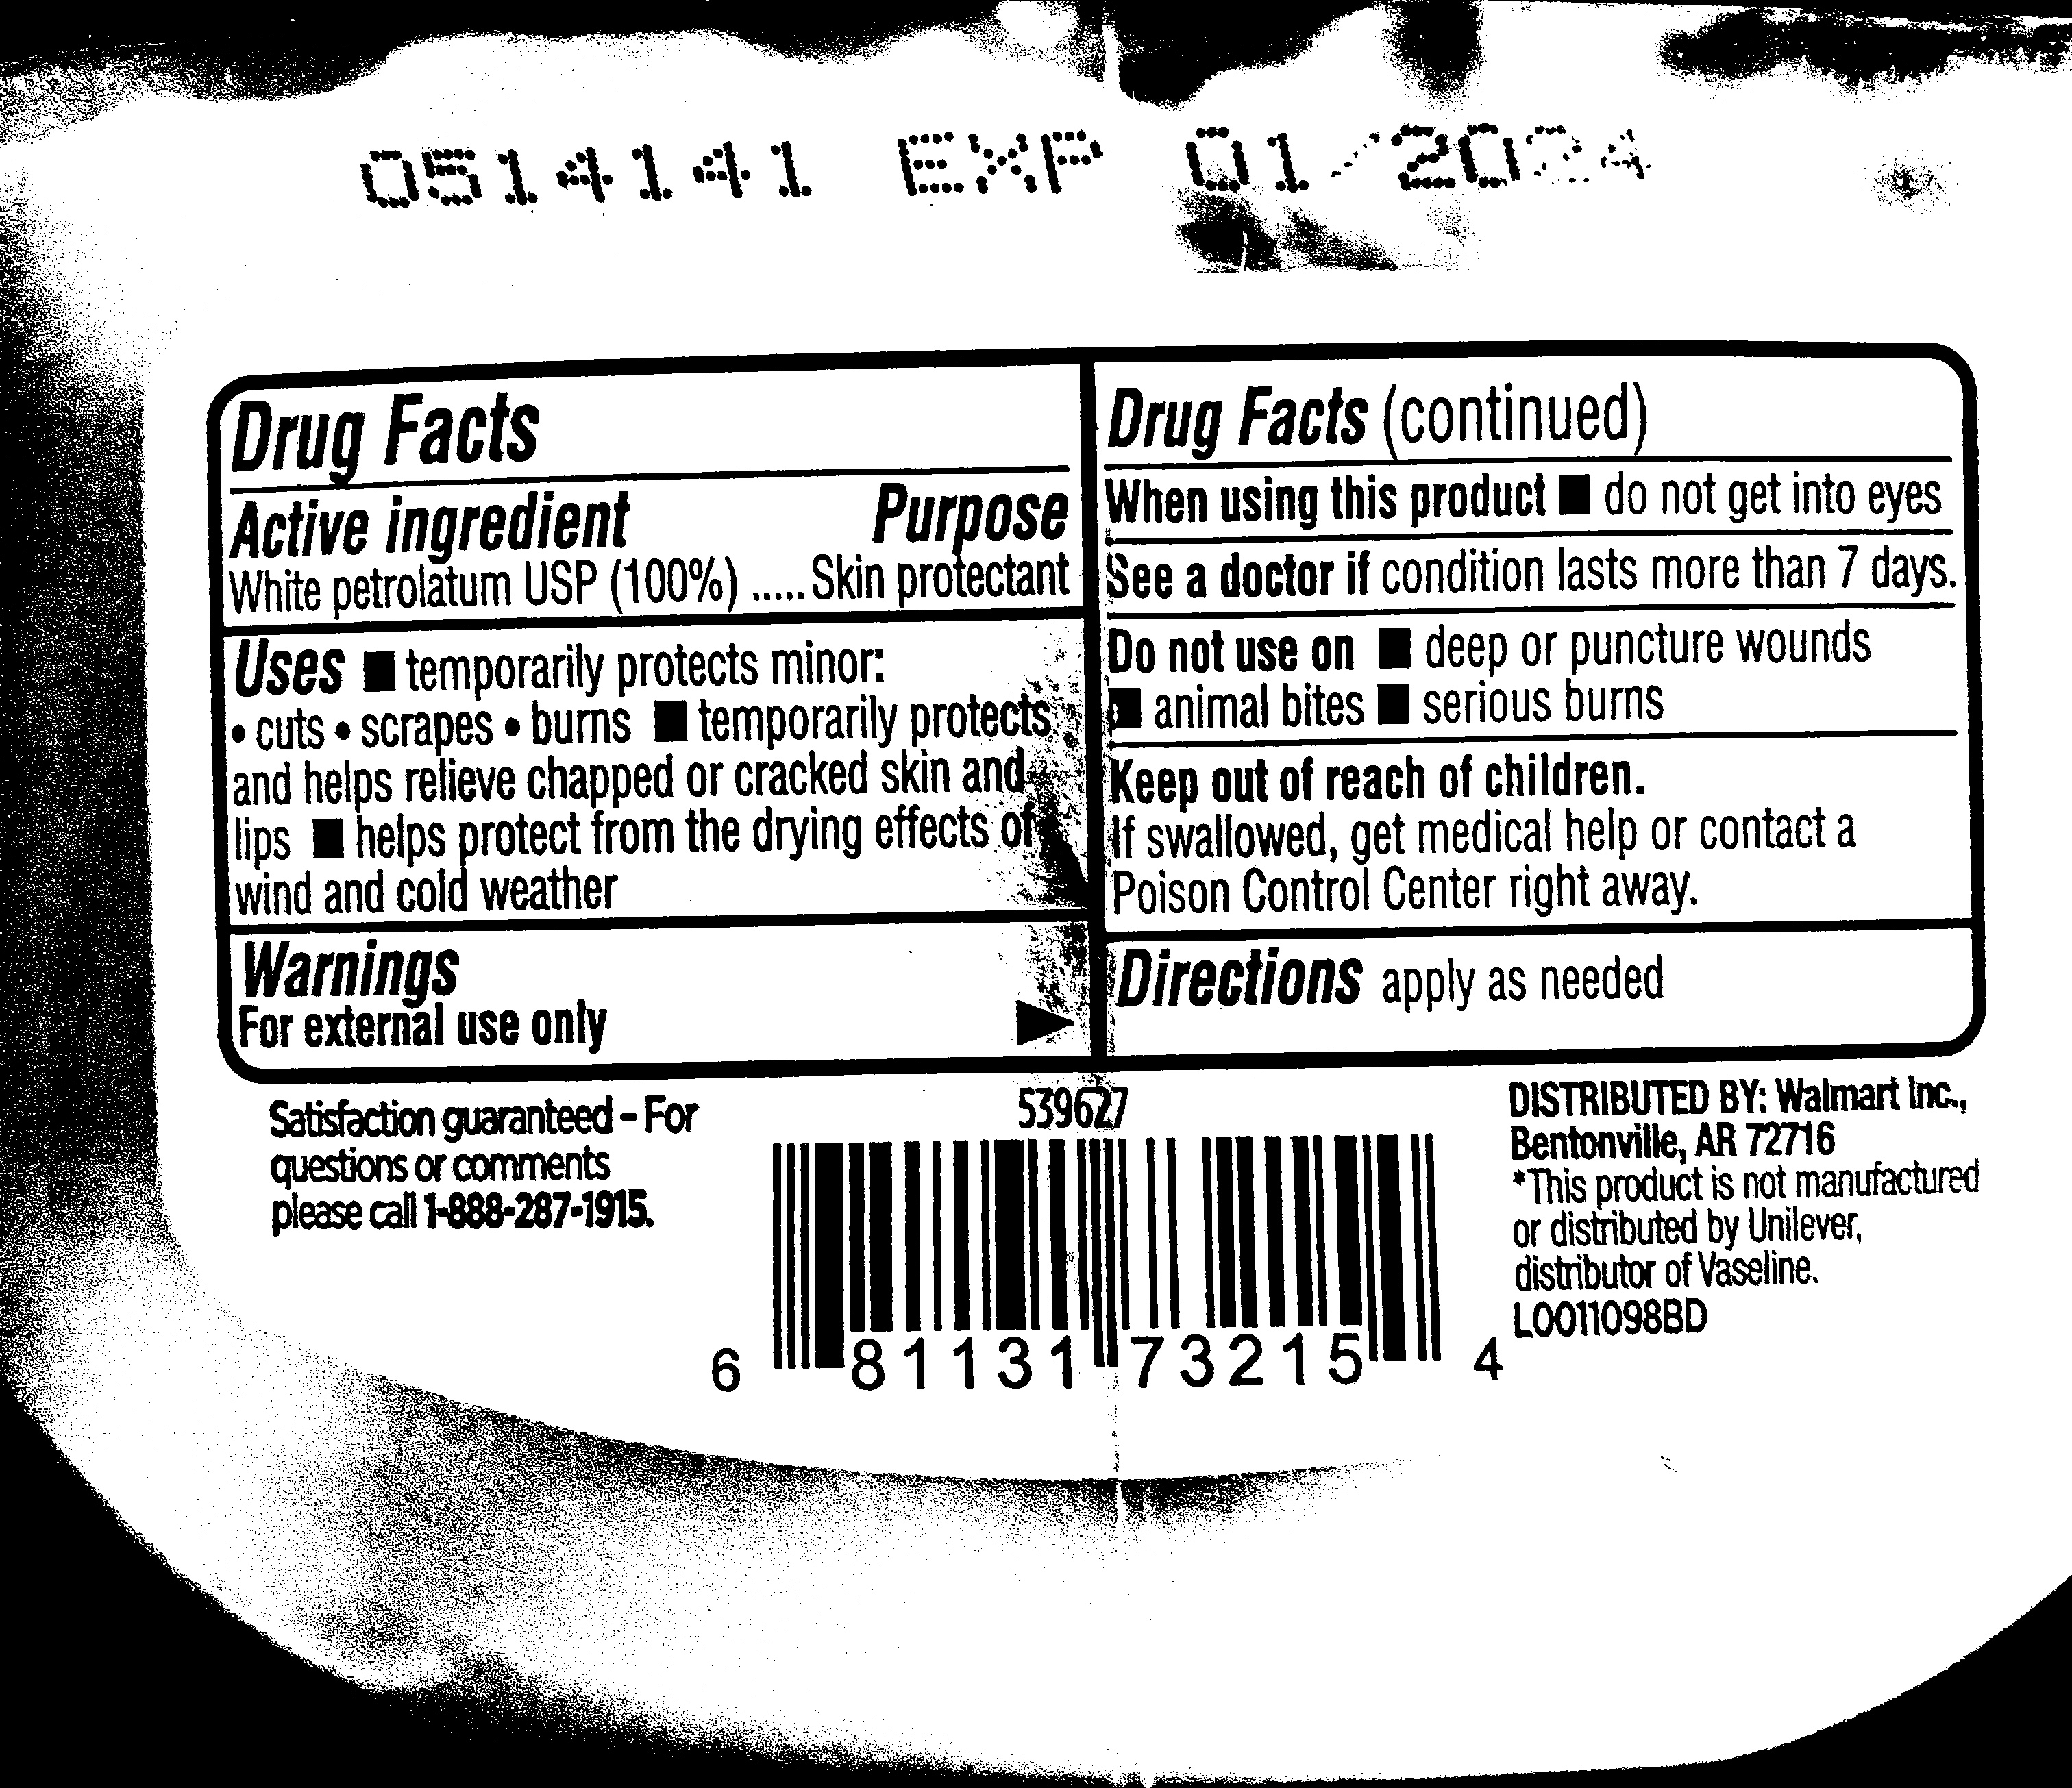 0514141 EXP 01/2024
Drug Facts
Active ingredient Purpose
White petrolatum USP (100%) ..... Skin protectant
Uses ■ temporarily protects minor:
• cuts • scrapes • burns ■ temporarily protects
and helps relieve chapped or cracked skin and
lips ■ helps protect from the drying effects of
wind and cold weather
Warnings
For external use only ▶
Drug Facts (continued)
When using this product ■ do not get into eyes
See a doctor if condition lasts more than 7 days.
Do not use on ■ deep or puncture wounds
■ animal bites ■ serious burns
Keep out of reach of children.
If swallowed, get medical help or contact a
Poison Control Center right away.
Directions apply as needed
Satisfaction guaranteed – For
questions or comments
please call 1-888-287-1915.
539627
6 81131 73215 4
DISTRIBUTED BY: Walmart Inc.,
Bentonville, AR 72716
*This product is not manufactured
or distributed by Unilever,
distributor of Vaseline.
L0011098BD